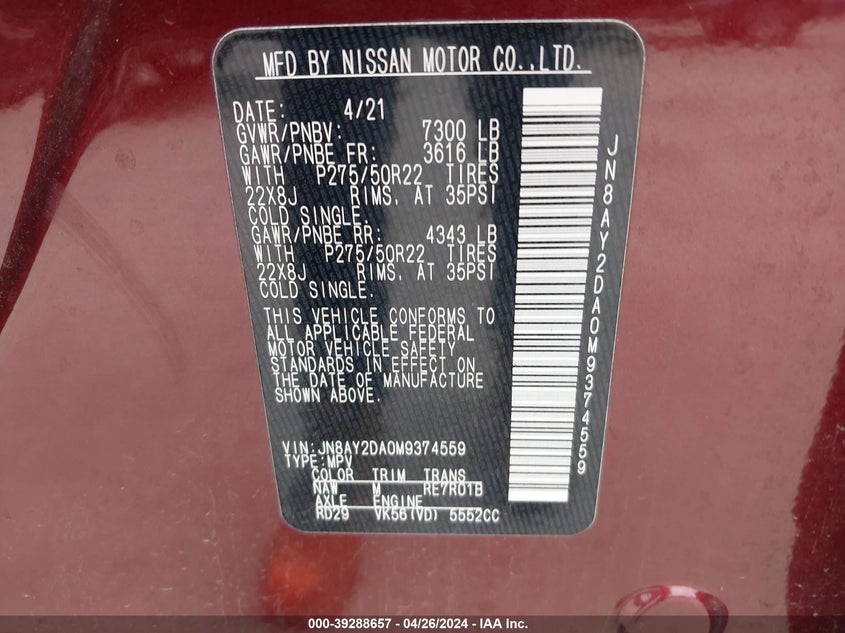 MFD BY NISSAN MOTOR CO.,LTD.
DATE: 4/21
GVWR/PNBV: 7300 LB
GAWR/PNBE FR: 3616 LB
WITH P275/50R22 TIRES
22X8J RIMS. AT 35PSI
COLD SINGLE.
GAWR/PNBE RR: 4343 LB
WITH P275/50R22 TIRES
22X8J RIMS. AT 35PSI
COLD SINGLE.
THIS VEHICLE CONFORMS TO
ALL APPLICABLE FEDERAL
MOTOR VEHICLE SAFETY
STANDARDS IN EFFECT ON
THE DATE OF MANUFACTURE
SHOWN ABOVE.
VIN:JN8AY2DA0M9374559
TYPE:MPV
COLOR TRIM TRANS
NAW M RE7R01B
AXLE ENGINE
RD29 VK56(VD) 5552CC
JN8AY2DA0M9374559
000-39288657 - 04/26/2024 - IAA Inc.